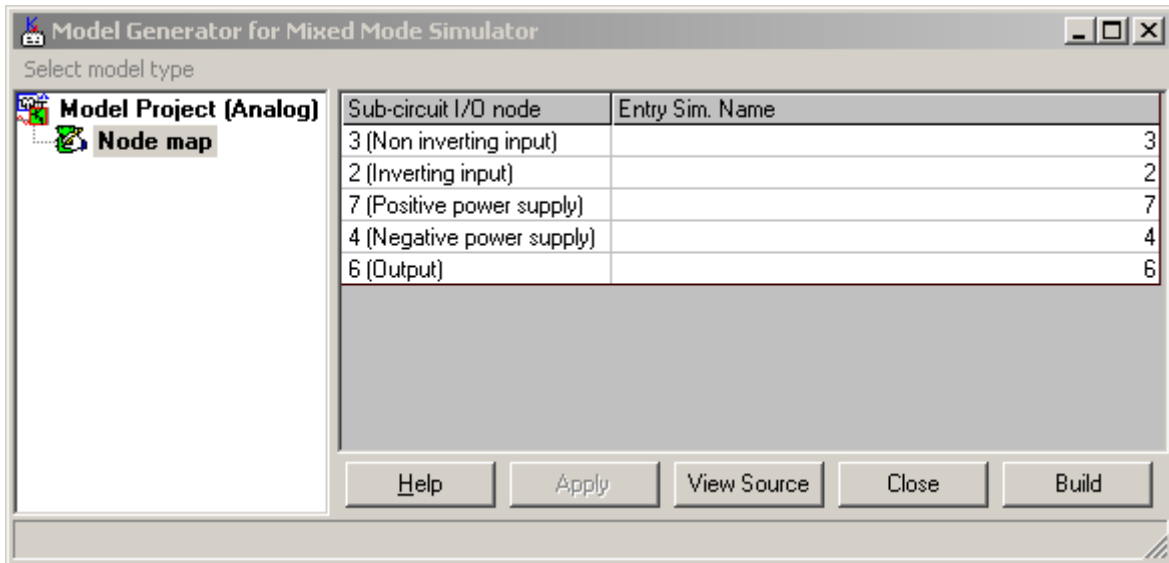 Model Generator for Mixed Mode Simulator
Select model type
Model Project (Analog)
Node map
Sub-circuit I/O node Entry Sim. Name
3 (Non inverting input) 3
2 (Inverting input) 2
7 (Positive power supply) 7
4 (Negative power supply) 4
6 (Output) 6
Help Apply View Source Close Build